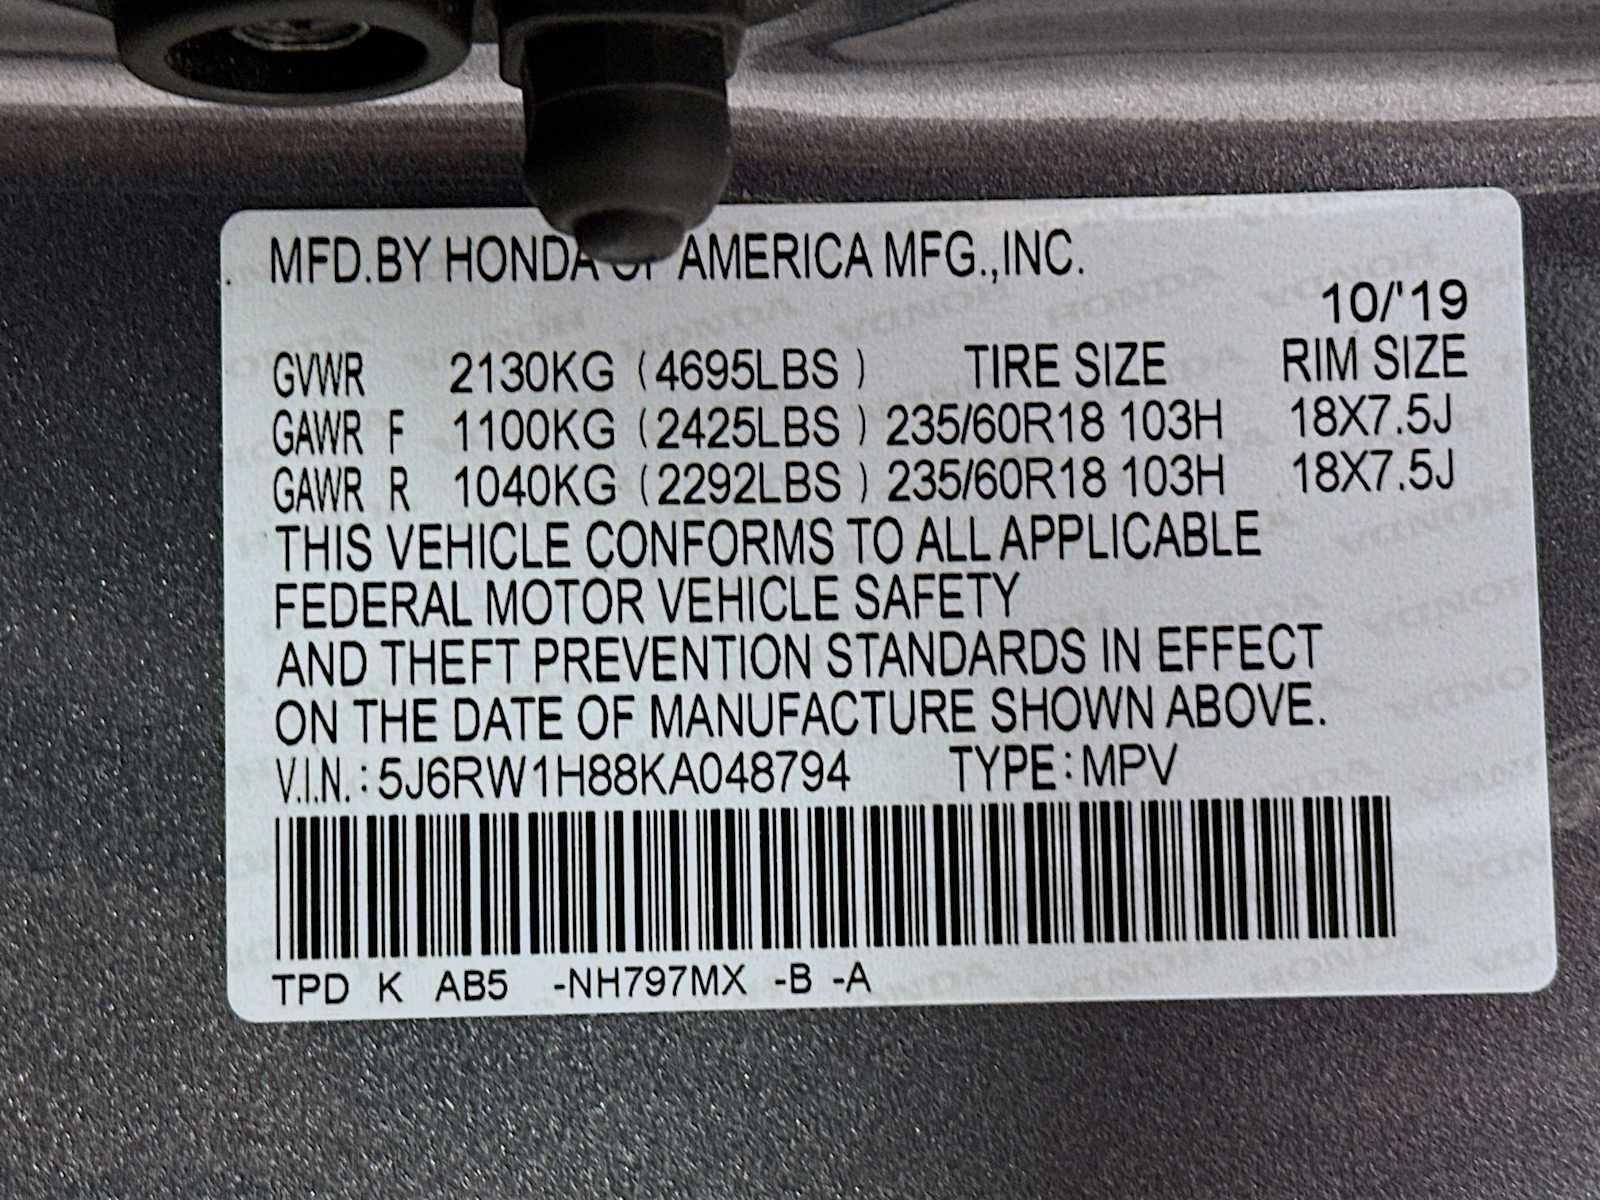 MFD.BY HONDA OF AMERICA MFG.,INC.
10/'19
GVWR 2130KG (4695LBS) TIRE SIZE RIM SIZE
GAWR F 1100KG (2425LBS) 235/60R18 103H 18X7.5J
GAWR R 1040KG (2292LBS) 235/60R18 103H 18X7.5J
THIS VEHICLE CONFORMS TO ALL APPLICABLE
FEDERAL MOTOR VEHICLE SAFETY
AND THEFT PREVENTION STANDARDS IN EFFECT
ON THE DATE OF MANUFACTURE SHOWN ABOVE.
V.I.N.: 5J6RW1H88KA048794 TYPE: MPV
TPD K AB5 -NH797MX -B -A